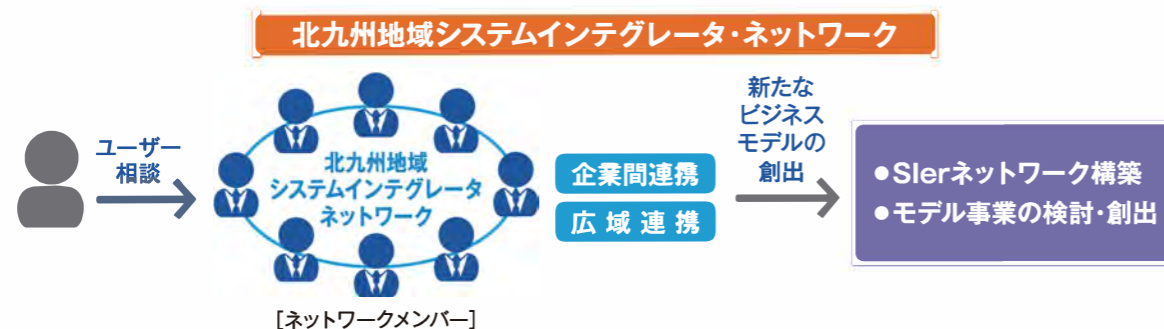 北九州地域システムインテグレータ・ネットワーク
ユーザー
相談
北九州地域
システムインテグレータ
ネットワーク
[ネットワークメンバー]
企業間連携
広域連携
新たな
ビジネス
モデルの
創出
●SIerネットワーク構築
●モデル事業の検討・創出